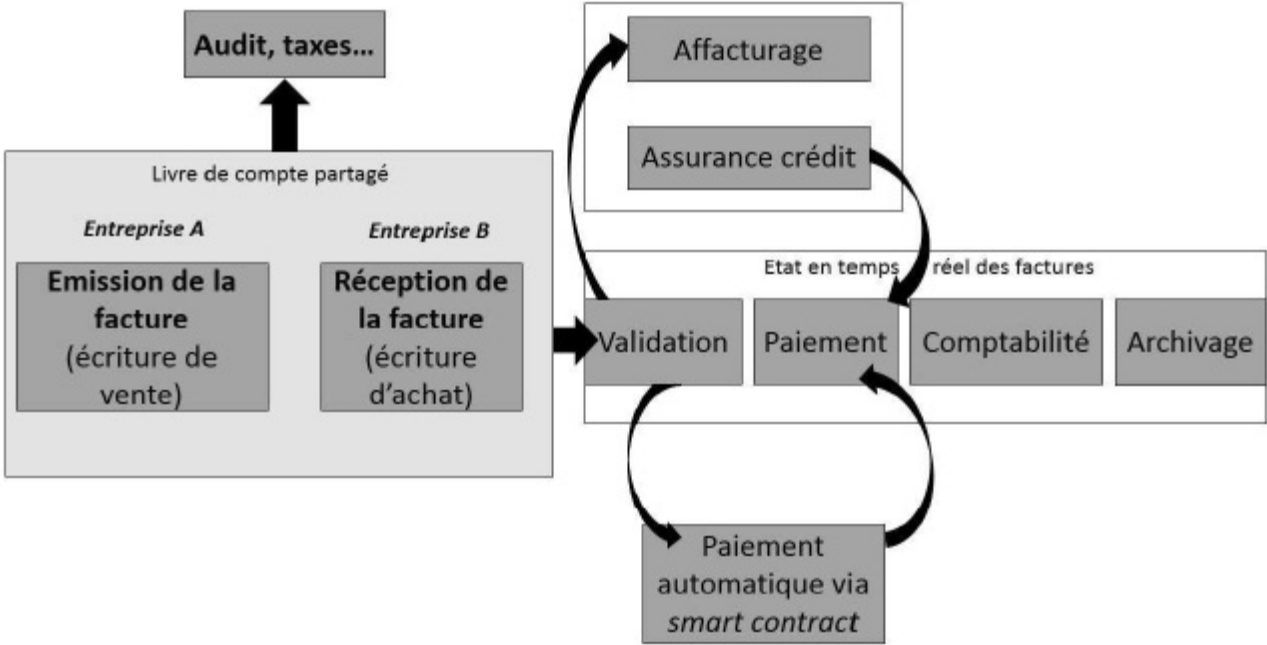 Audit, taxes...
Livre de compte partagé
Entreprise A
Emission de la
facture
(écriture de
vente)
Entreprise B
Réception de
la facture
(écriture
d'achat)
Affacturage
Assurance crédit
Etat en temps réel des factures
Validation
Paiement
Comptabilité
Archivage
Paiement
automatique via
smart contract